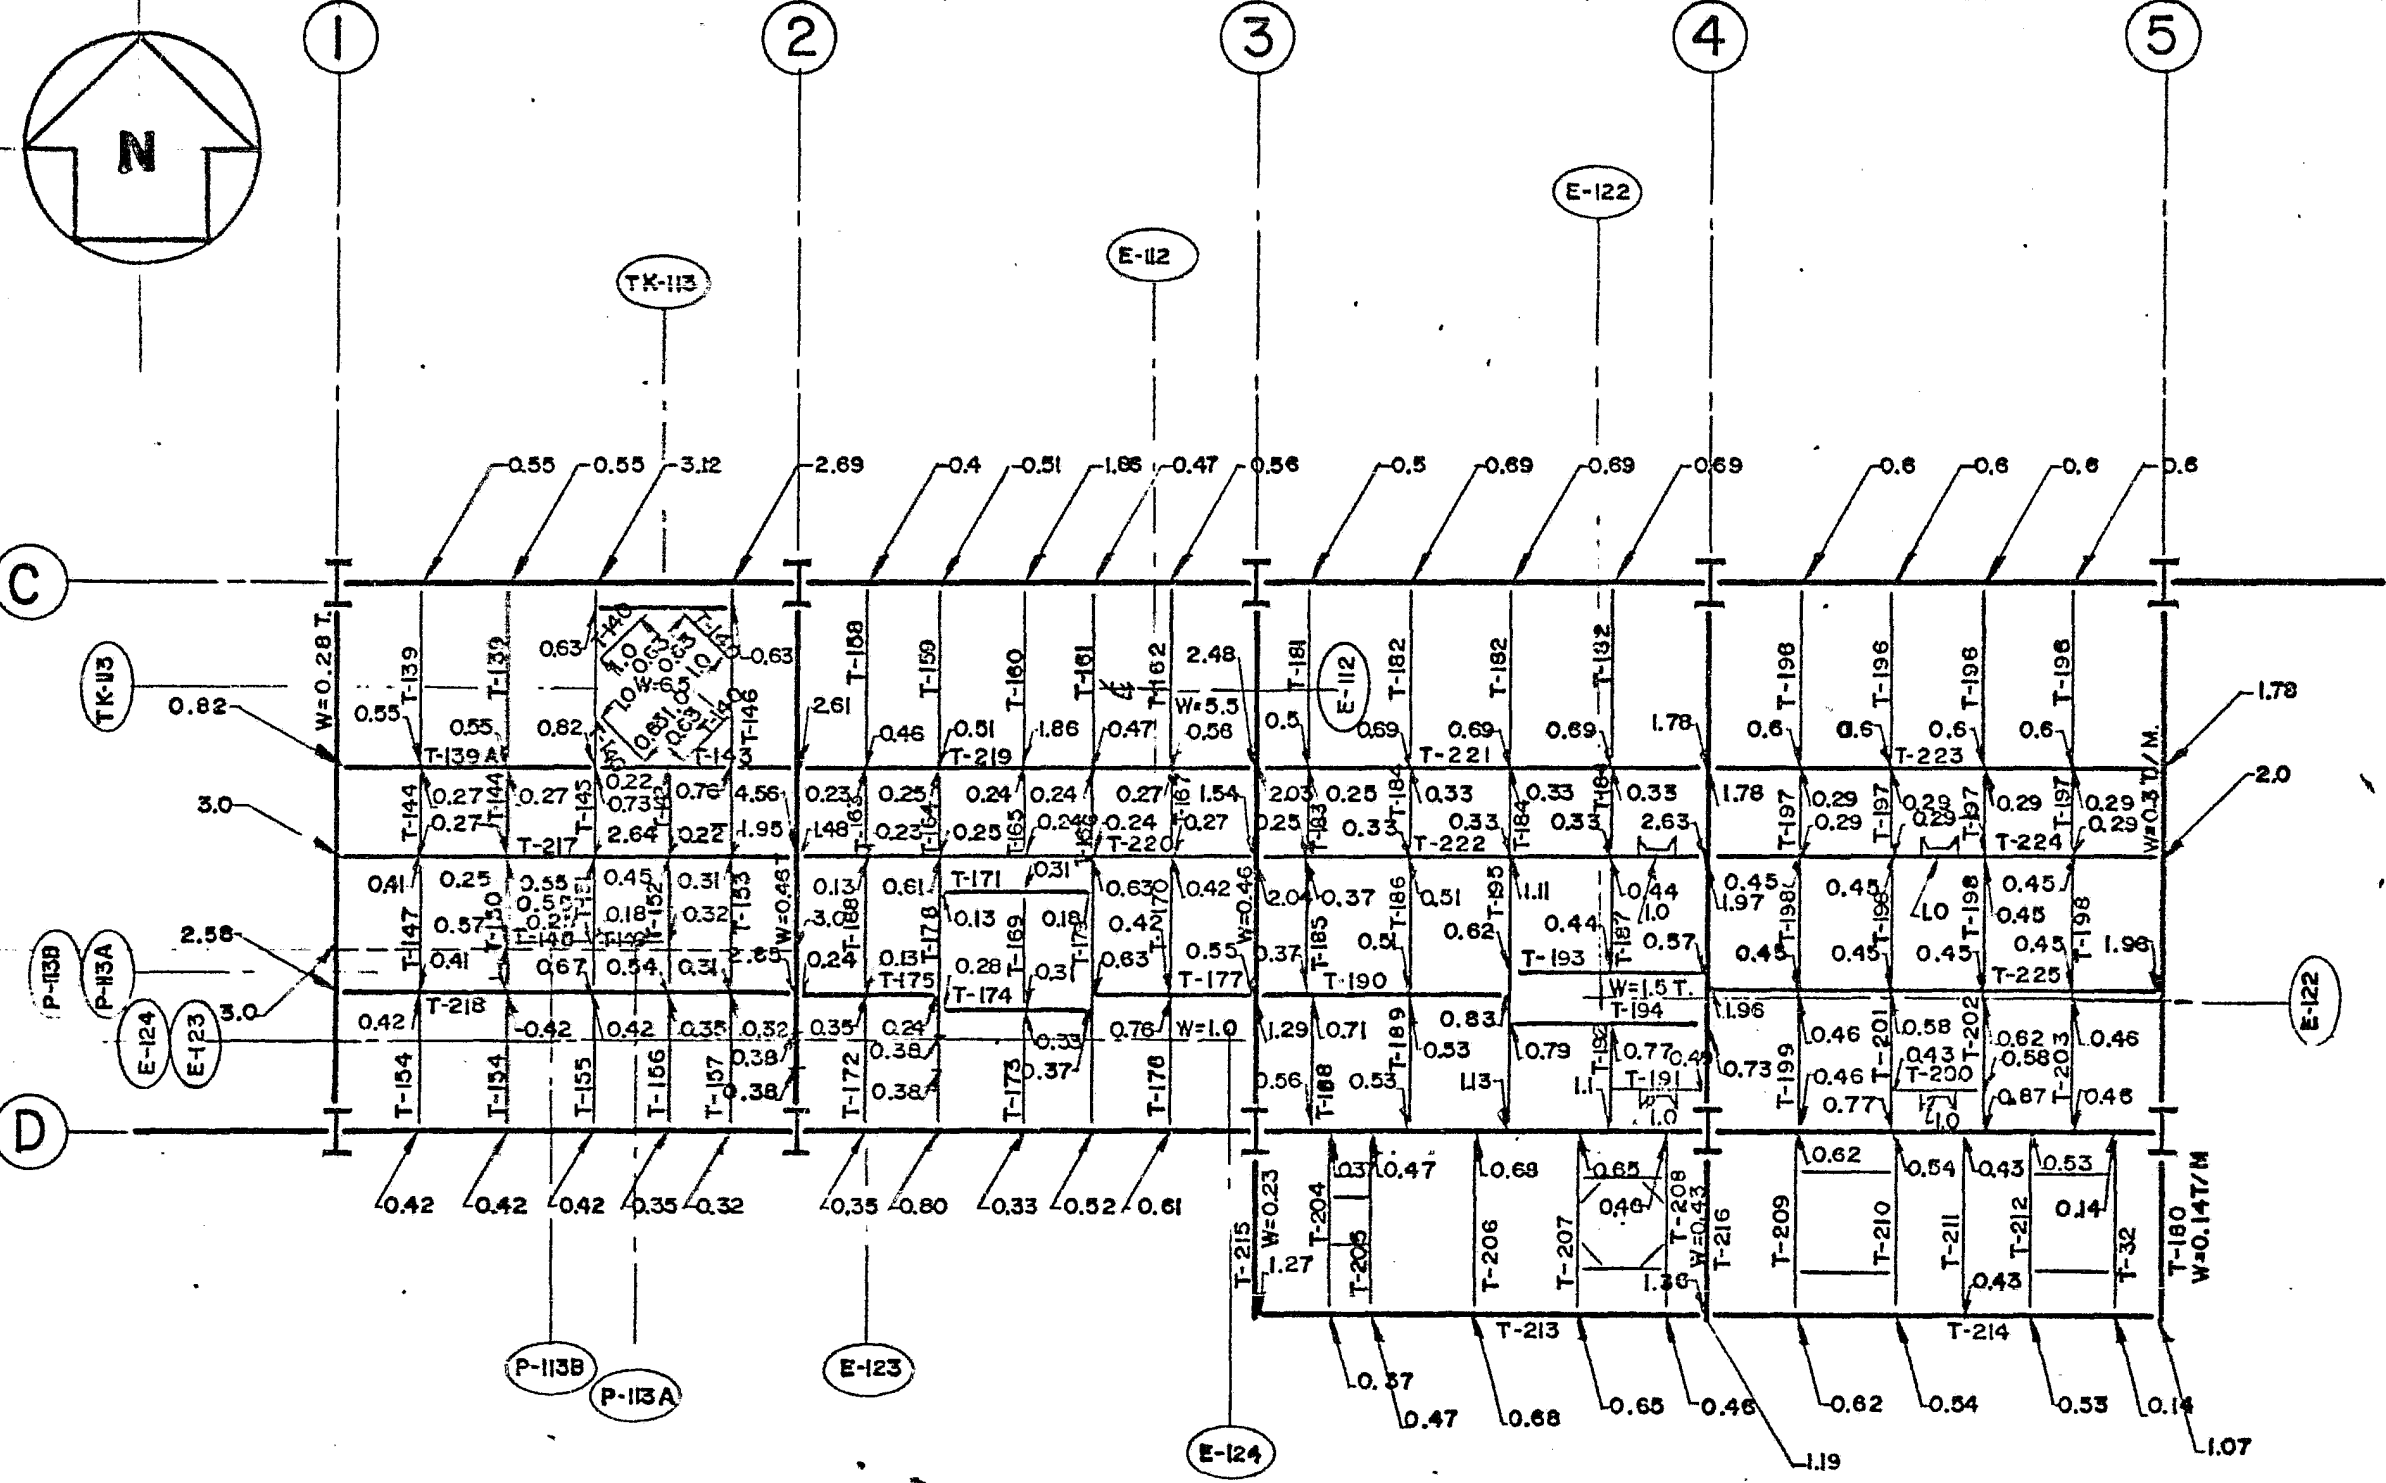 1 2 3 4 5
N
E-122
E-112
TK-113
0.55 0.55 3.12 2.69 0.4 0.51 1.86 0.47 0.56 0.5 0.69 0.69 0.69 0.6 0.6 0.6 0.6
C
W=0.28 T.
T-139 T-139 0.63 T-140 0.63 T-146 T-158 T-159 T-160 T-161 T-162 2.48 T-181 E-112 T-182 T-182 T-182 T-196 T-196 T-196 T-196
TK-113
0.82 0.55 0.55 0.82 2.61 0.46 0.51 1.86 0.47 W=5.5 0.56 0.5 0.69 0.69 0.69 1.78 0.6 0.6 0.6 0.6 1.78
T-139A T-143 T-219 T-221 T-223
3.0 T-144 0.27 T-144 0.27 T-145 0.22 0.73 0.76 4.56 0.23 T-163 0.25 T-164 0.24 T-165 0.24 0.27 T-167 1.54 2.03 0.25 T-183 T-184 0.33 T-184 0.33 0.33 1.78 T-197 0.29 T-197 0.29 T-197 0.29 T-197 0.29 2.0
W=0.3 T/M.
0.27 2.64 0.22 1.95 1.48 0.23 0.25 0.24 0.24 0.27 0.25 0.33 0.33 0.33 2.63 0.29 0.29 0.29
T-217 T-220 T-222 T-224
0.41 0.25 0.55 0.45 0.31 0.13 0.61 T-171 0.31 0.63 0.42 2.04 0.37 0.51 1.11 0.44 0.45 0.45 0.45
T-147 0.57 T-150 0.18 T-152 0.32 T-153 W=0.46 T 3.0 T-168 T-178 0.13 T-169 0.18 T-170 W=0.46 T-185 T-186 T-195 0.44 T-187 1.0 1.97 T-198 T-198 1.0 T-198 0.45 T-198
2.56 0.41 0.67 0.54 0.31 2.85 0.24 0.13 0.28 0.31 0.63 0.55 0.37 0.62 0.57 0.45 0.45 0.45 0.45 1.96
P-113B P-113A
T-218 T-175 T-174 T-177 T-190 T-193 T-225
W=1.5 T.
T-194
3.0 0.42 0.42 0.42 0.35 0.32 0.35 0.24 0.33 0.76 W=1.0 1.29 0.71 0.83 1.96 0.46 0.58 0.62 0.46
E-122
E-124 E-123
0.38 0.38 0.37 0.53 0.79 0.77 0.73 0.43 0.58
T-154 T-154 T-155 T-156 T-157 0.38 T-172 0.38 T-173 T-176 0.56 T-188 T-189 0.53 1.13 1.1 T-192 T-191 1.0 T-199 0.46 T-201 T-200 T-202 T-203
0.77 1.0 0.87 0.46
D
0.42 0.42 0.42 0.35 0.32 0.35 0.80 0.33 0.52 0.61
0.37 0.47 0.68 0.65 0.46 0.62 0.54 0.43 0.53 0.14
T-215 W=0.23 T-204 T-205 T-206 T-207 T-208 W=0.43 T-216 T-209 T-210 T-211 T-212 T-32 T-180 W=0.14T/M
1.27 0.43
T-213 T-214
P-113B P-113A E-123
0.37 0.47 0.68 0.65 0.46 0.62 0.54 0.53 0.14
E-124
1.19 1.07